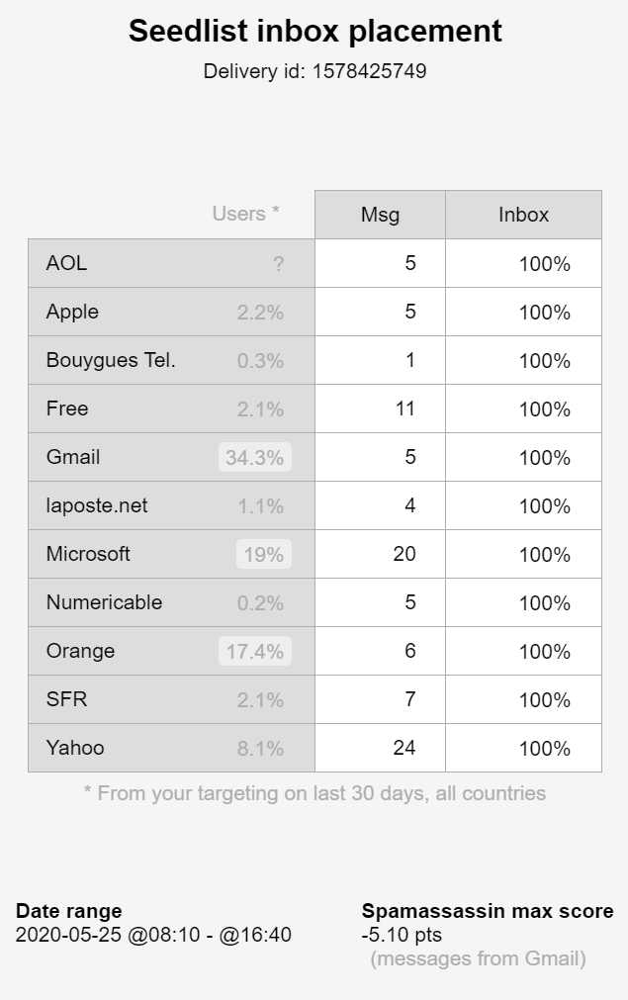 Seedlist inbox placement
Delivery id: 1578425749
Users * Msg Inbox
AOL ? 5 100%
Apple 2.2% 5 100%
Bouygues Tel. 0.3% 1 100%
Free 2.1% 11 100%
Gmail 34.3% 5 100%
laposte.net 1.1% 4 100%
Microsoft 19% 20 100%
Numericable 0.2% 5 100%
Orange 17.4% 6 100%
SFR 2.1% 7 100%
Yahoo 8.1% 24 100%
* From your targeting on last 30 days, all countries
Date range
2020-05-25 @08:10 - @16:40
Spamassassin max score
-5.10 pts
(messages from Gmail)